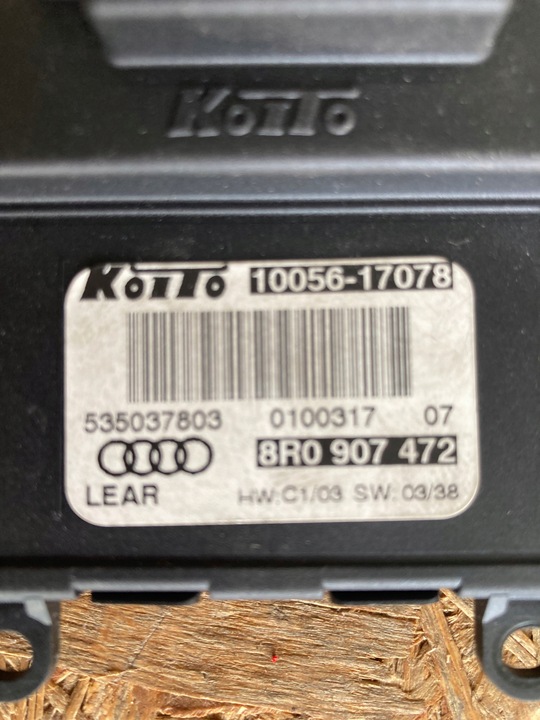 KOITO
KOITO 10056-17078
535037803 0100317 07
8R0 907 472
LEAR HW:C1/03 SW: 03/38